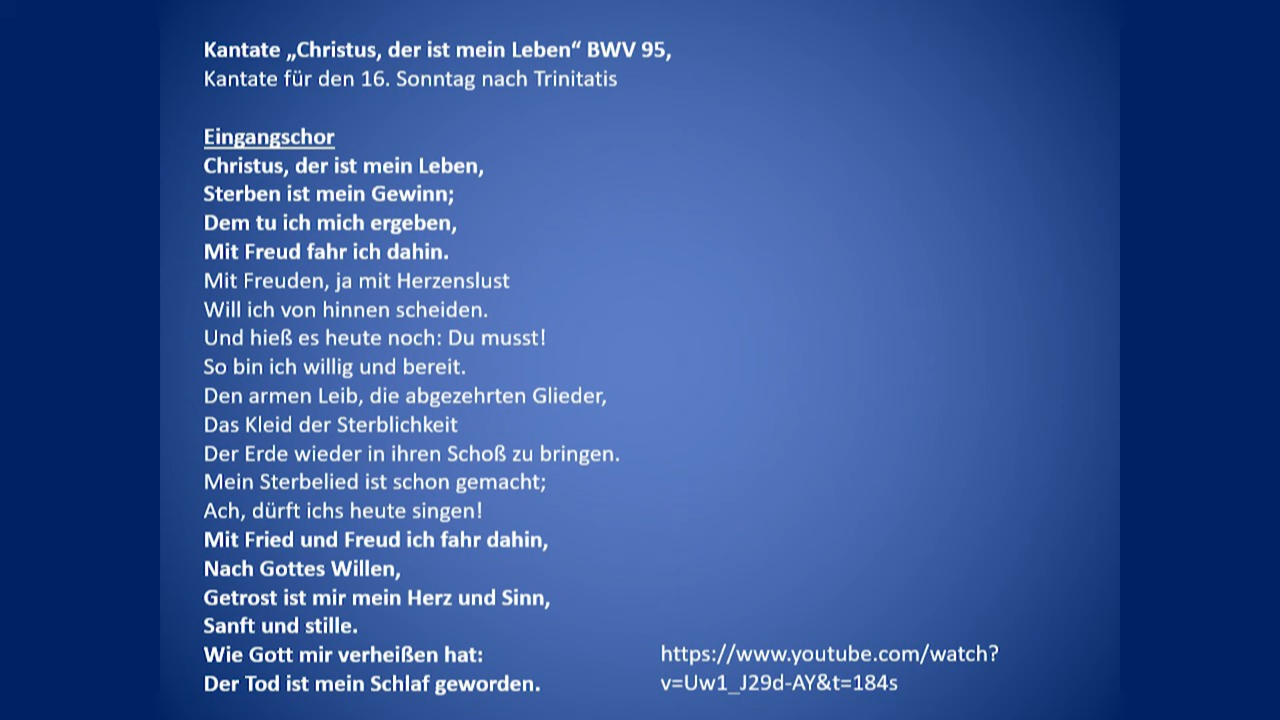 Kantate „Christus, der ist mein Leben“ BWV 95,
Kantate für den 16. Sonntag nach Trinitatis
Eingangschor
Christus, der ist mein Leben,
Sterben ist mein Gewinn;
Dem tu ich mich ergeben,
Mit Freud fahr ich dahin.
Mit Freuden, ja mit Herzenslust
Will ich von hinnen scheiden.
Und hieß es heute noch: Du musst!
So bin ich willig und bereit.
Den armen Leib, die abgezehrten Glieder,
Das Kleid der Sterblichkeit
Der Erde wieder in ihren Schoß zu bringen.
Mein Sterbelied ist schon gemacht;
Ach, dürft ichs heute singen!
Mit Fried und Freud ich fahr dahin,
Nach Gottes Willen,
Getrost ist mir mein Herz und Sinn,
Sanft und stille.
Wie Gott mir verheißen hat:
Der Tod ist mein Schlaf geworden.
https://www.youtube.com/watch?
v=Uw1_J29d-AY&t=184s